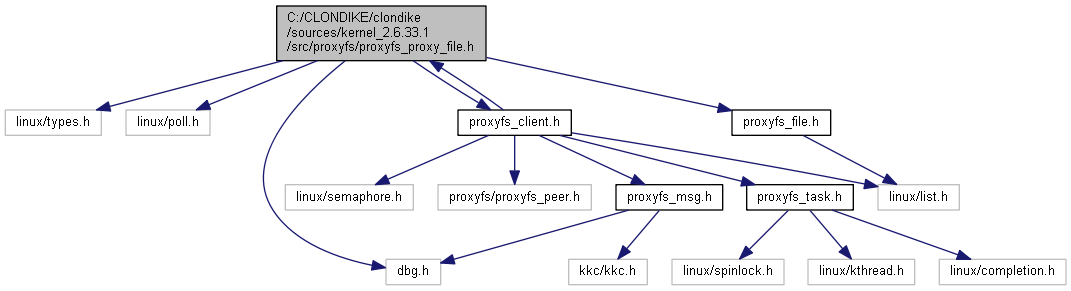 C:/CLONDIKE/clondike
/sources/kernel_2.6.33.1
/src/proxyfs/proxyfs_proxy_file.h
linux/types.h
linux/poll.h
proxyfs_client.h
proxyfs_file.h
linux/semaphore.h
proxyfs/proxyfs_peer.h
proxyfs_msg.h
proxyfs_task.h
linux/list.h
dbg.h
kkc/kkc.h
linux/spinlock.h
linux/kthread.h
linux/completion.h